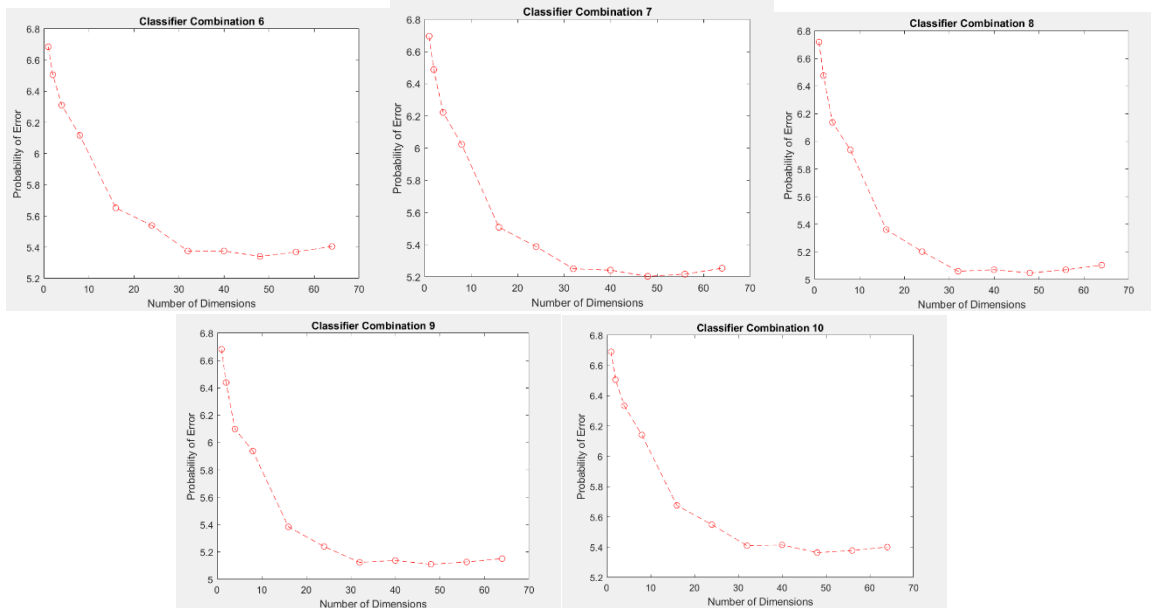 Classifier Combination 6
6.8
6.6
6.4
6.2
6
5.8
5.6
5.4
5.2
Probability of Error
0 10 20 30 40 50 60 70
Number of Dimensions
Classifier Combination 7
6.8
6.6
6.4
6.2
6
5.8
5.6
5.4
5.2
Probability of Error
0 10 20 30 40 50 60 70
Number of Dimensions
Classifier Combination 8
6.8
6.6
6.4
6.2
6
5.8
5.6
5.4
5.2
5
Probability of Error
0 10 20 30 40 50 60 70
Number of Dimensions
Classifier Combination 9
6.8
6.6
6.4
6.2
6
5.8
5.6
5.4
5.2
5
Probability of Error
0 10 20 30 40 50 60 70
Number of Dimensions
Classifier Combination 10
6.8
6.6
6.4
6.2
6
5.8
5.6
5.4
5.2
Probability of Error
0 10 20 30 40 50 60 70
Number of Dimensions